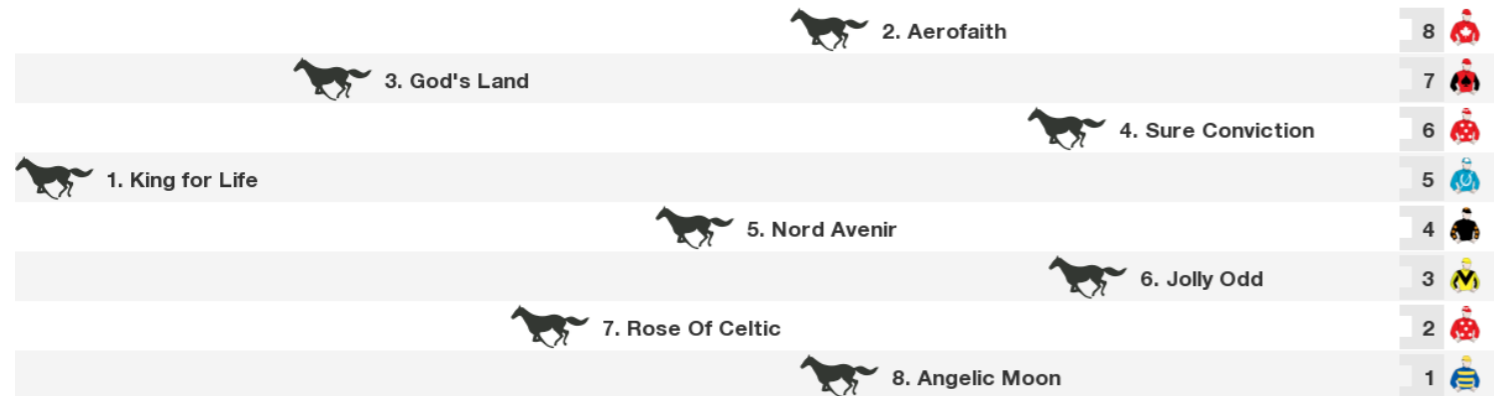 2. Aerofaith 8
3. God's Land 7
4. Sure Conviction 6
1. King for Life 5
5. Nord Avenir 4
6. Jolly Odd 3
7. Rose Of Celtic 2
8. Angelic Moon 1